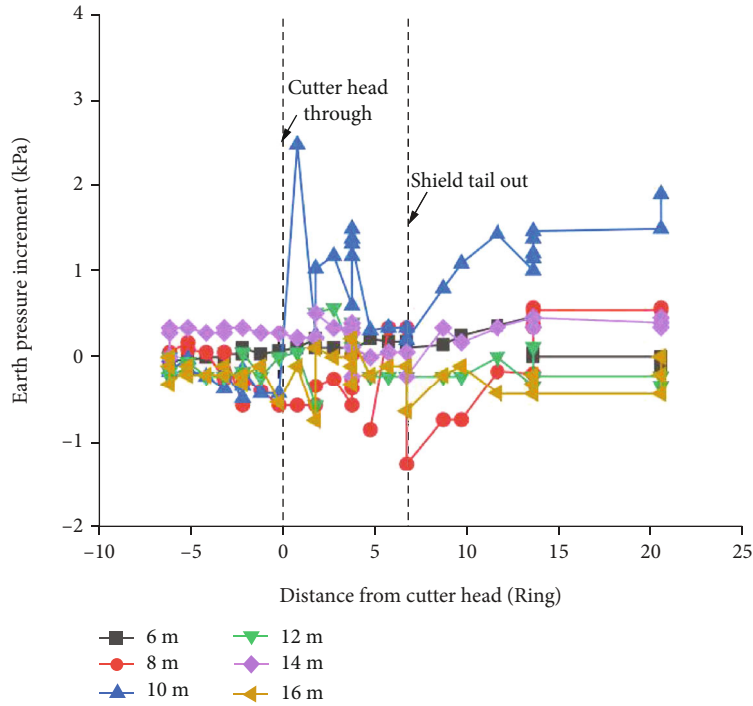 4
3
2
1
0
−1
−2
Earth pressure increment (kPa)
Cutter head
through
Shield tail out
−10
−5
0
5
10
15
20
25
Distance from cutter head (Ring)
6 m
8 m
10 m
12 m
14 m
16 m